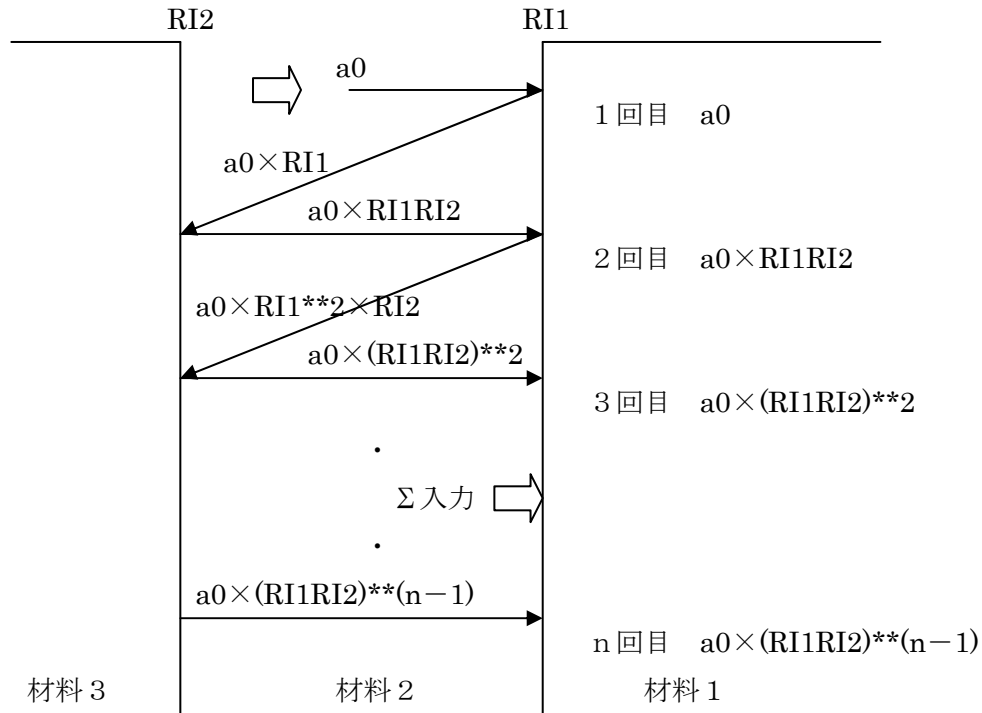 RI2 RI1
a0
1回目 a0
a0×RI1
a0×RI1RI2
2回目 a0×RI1RI2
a0×RI1**2×RI2
a0×(RI1RI2)**2
3回目 a0×(RI1RI2)**2
・
Σ入力
・
a0×(RI1RI2)**(n-1)
n回目 a0×(RI1RI2)**(n-1)
材料3 材料2 材料1